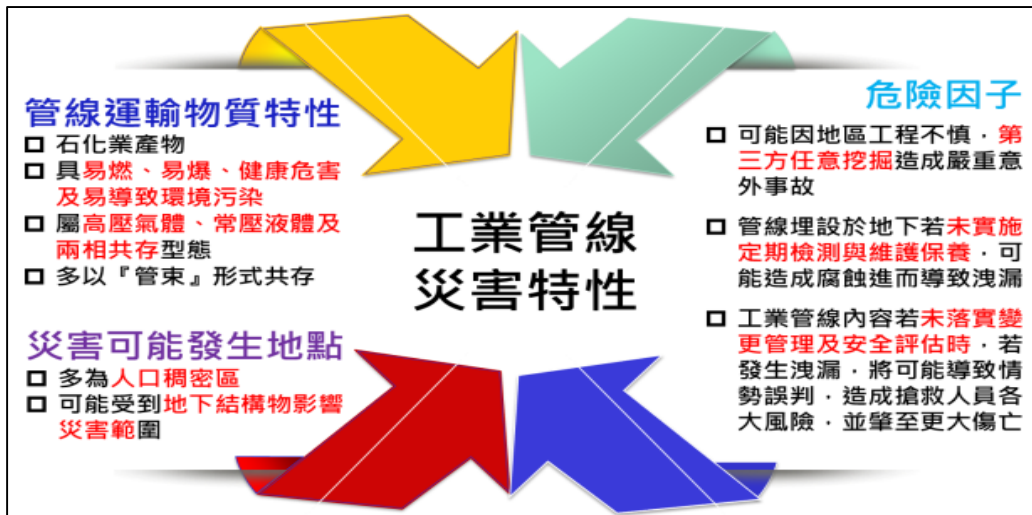 管線運輸物質特性
石化業產物
具易燃、易爆、健康危害
及易導致環境污染
屬高壓氣體、常壓液體及
兩相共存型態
多以『管束』形式共存
災害可能發生地點
多為人口稠密區
可能受到地下結構物影響
災害範圍
工業管線
災害特性
危險因子
可能因地區工程不慎，第
三方任意挖掘造成嚴重意
外事故
管線埋設於地下若未實施
定期檢測與維護保養，可
能造成腐蝕進而導致洩漏
工業管線內容若未落實變
更管理及安全評估時，若
發生洩漏，將可能導致情
勢誤判，造成搶救人員各
大風險，並肇至更大傷亡